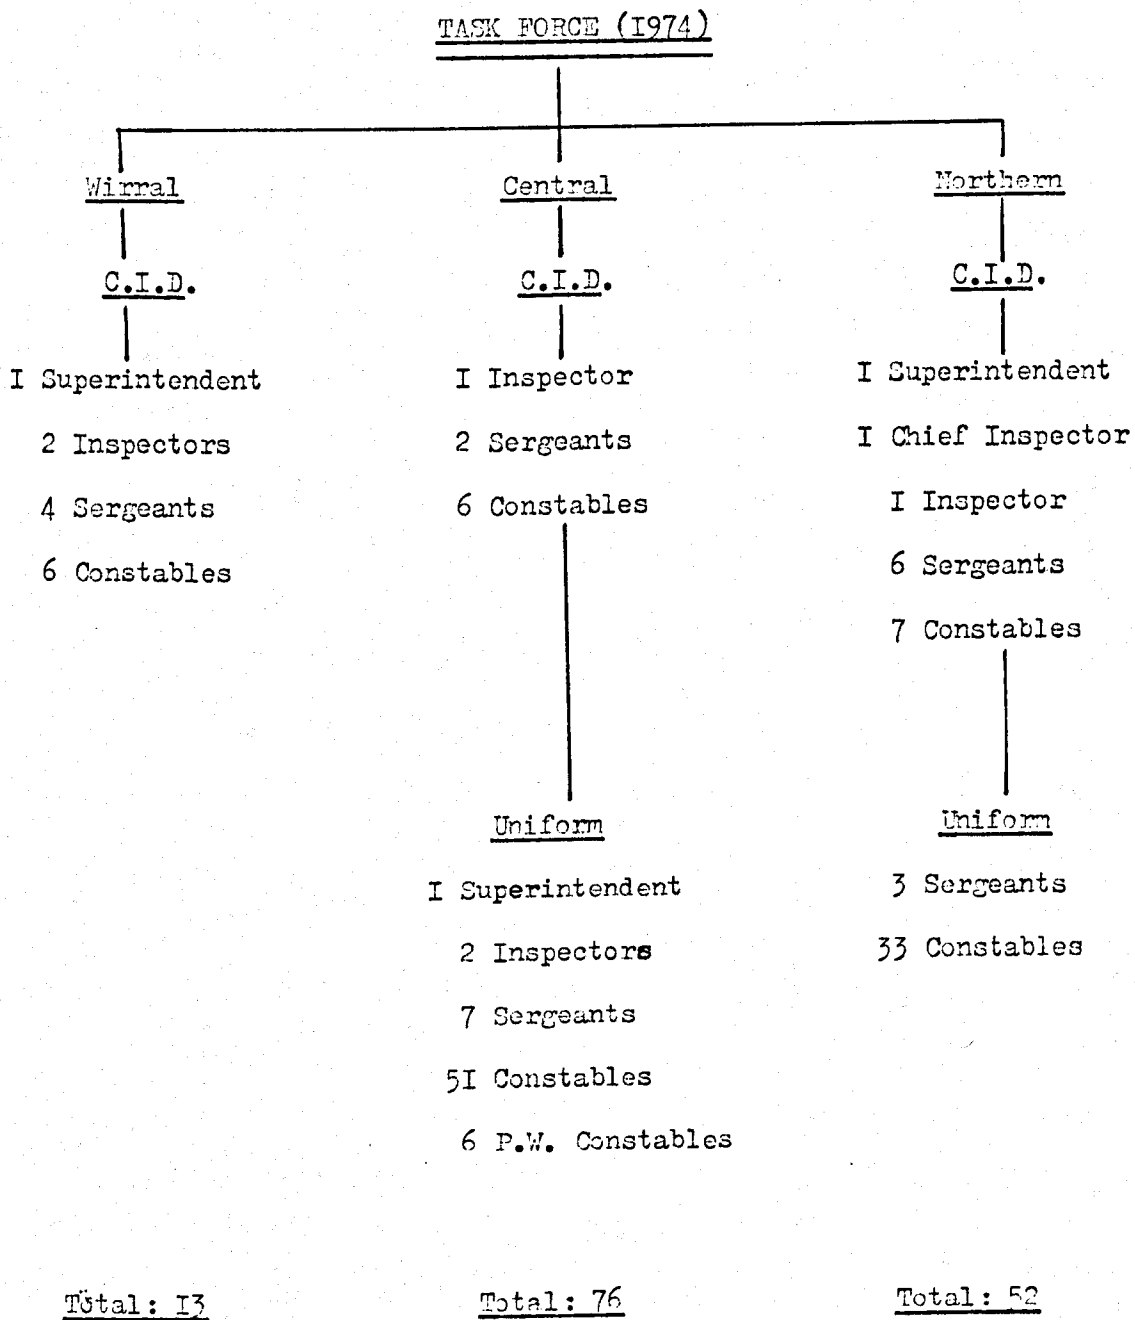 TASK FORCE (I974)
Wirral
C.I.D.
I Superintendent
2 Inspectors
4 Sergeants
6 Constables
Total: I3
Central
C.I.D.
I Inspector
2 Sergeants
6 Constables
Uniform
I Superintendent
2 Inspectors
7 Sergeants
5I Constables
6 P.W. Constables
Total: 76
Northern
C.I.D.
I Superintendent
I Chief Inspector
I Inspector
6 Sergeants
7 Constables
Uniform
3 Sergeants
33 Constables
Total: 52